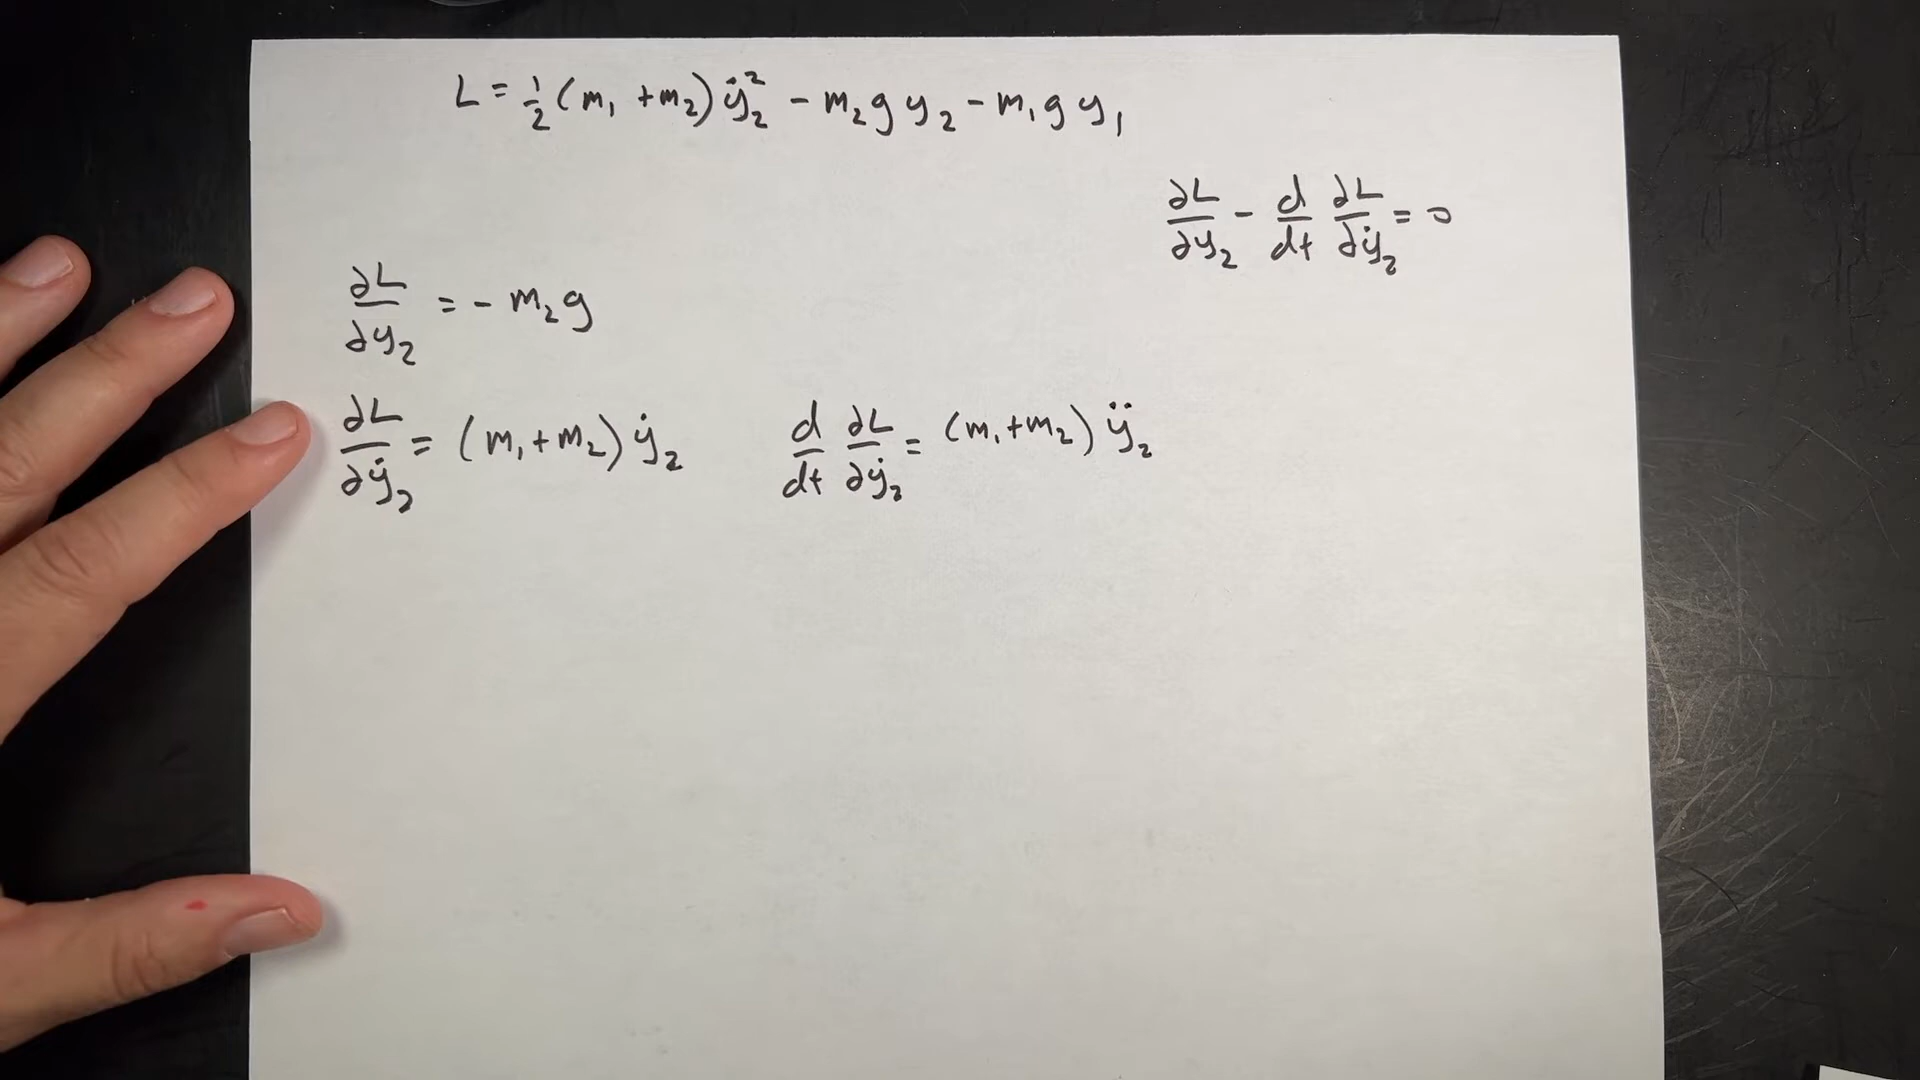 L = ½(m₁ + m₂) ẏ₂² − m₂ g y₂ − m₁ g y₁
∂L/∂y₂ − d/dt ∂L/∂ẏ₂ = 0
∂L/∂y₂ = − m₂ g
∂L/∂ẏ₂ = (m₁ + m₂) ẏ₂ d/dt ∂L/∂ẏ₂ = (m₁ + m₂) ÿ₂